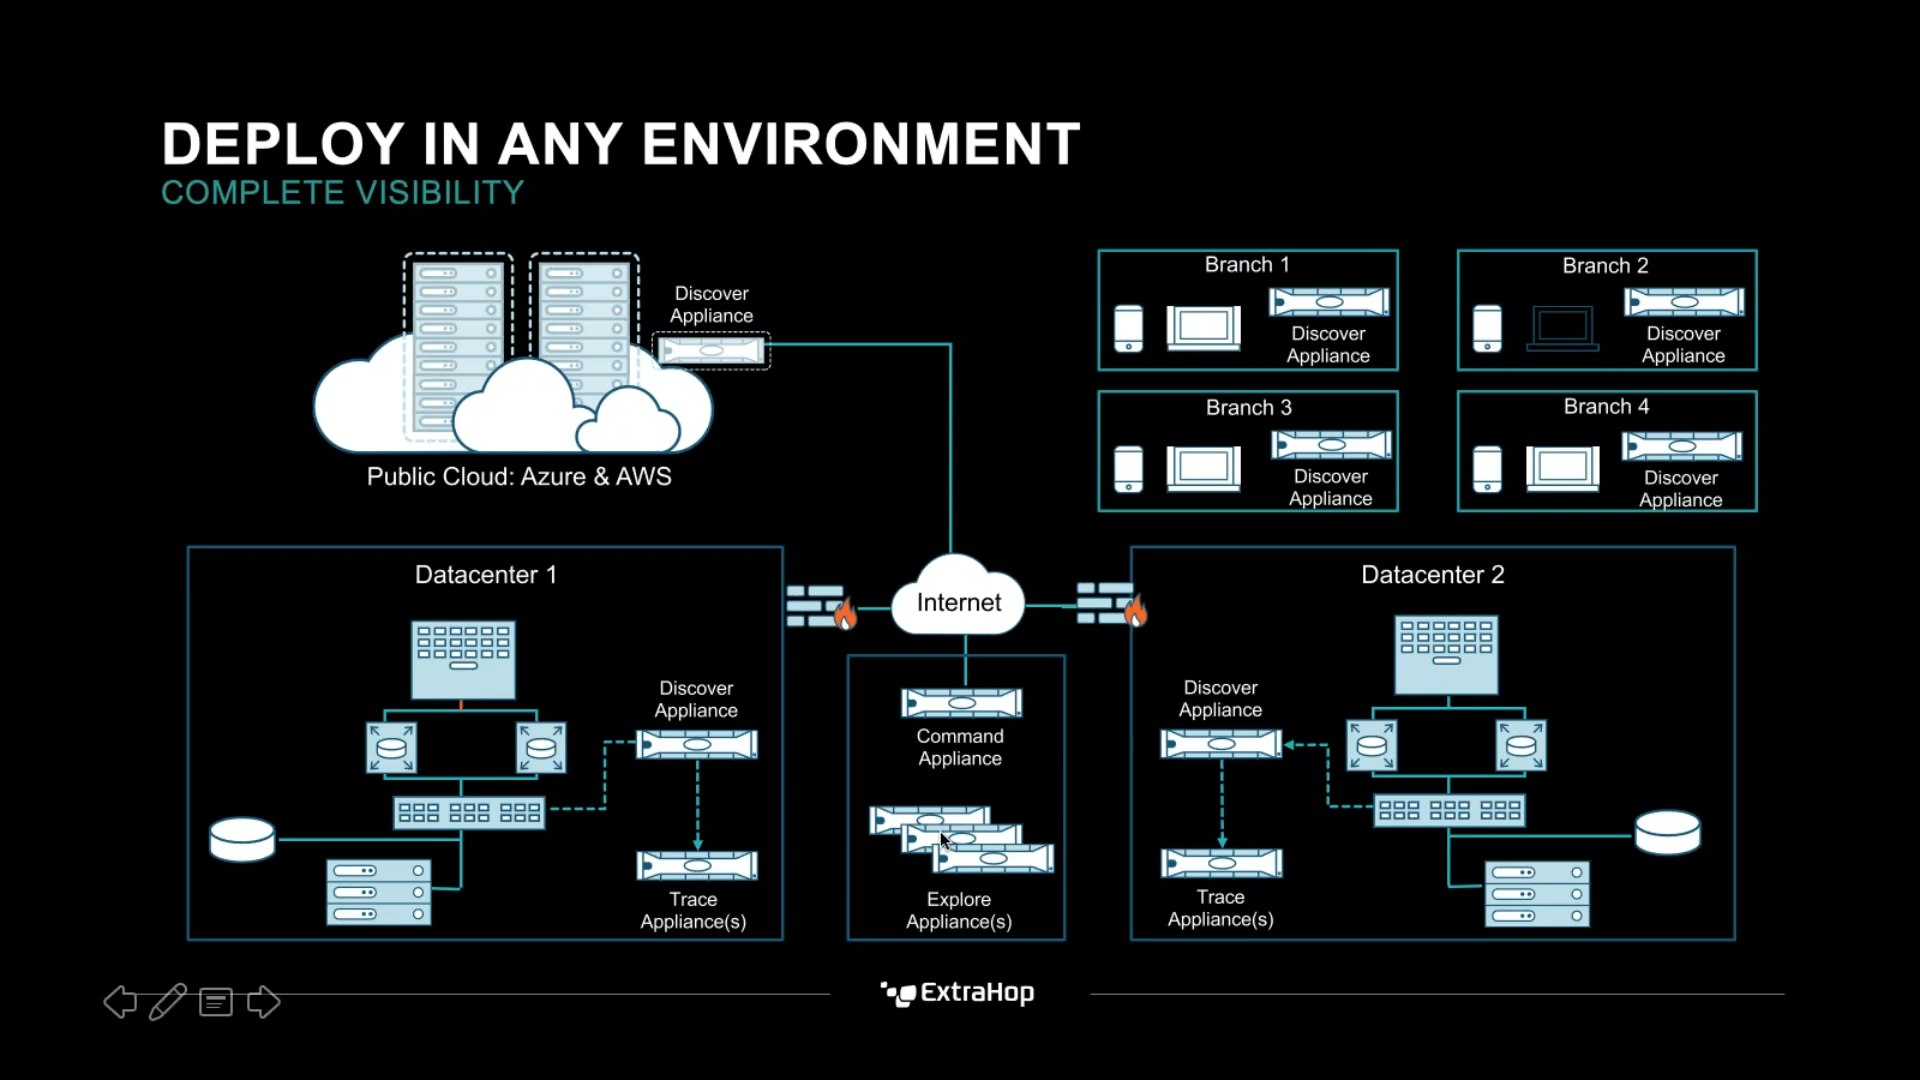 DEPLOY IN ANY ENVIRONMENT
COMPLETE VISIBILITY
Discover
Appliance
Public Cloud: Azure & AWS
Branch 1
Discover
Appliance
Branch 2
Discover
Appliance
Branch 3
Discover
Appliance
Branch 4
Discover
Appliance
Datacenter 1
Discover
Appliance
Trace
Appliance(s)
Internet
Command
Appliance
Explore
Appliance(s)
Datacenter 2
Discover
Appliance
Trace
Appliance(s)
ExtraHop